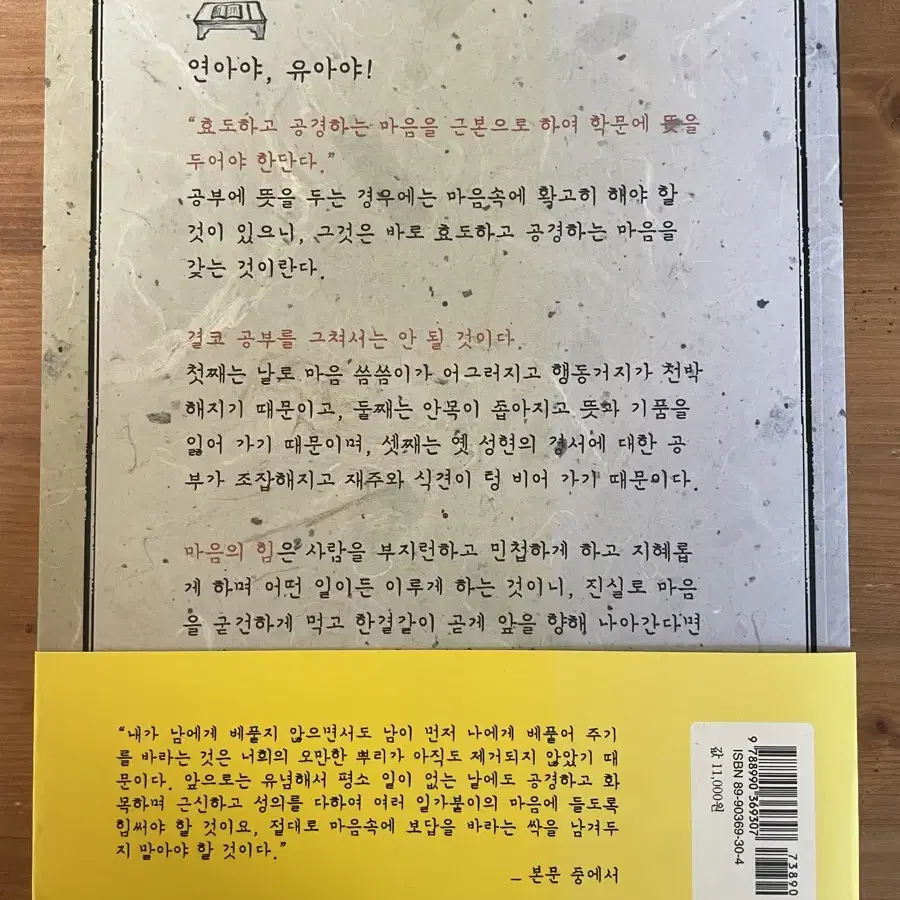 연아야, 유아야!
"효도하고 공경하는 마음을 근본으로 하여 학문에 뜻을
두어야 한단다."
공부에 뜻을 두는 경우에는 마음속에 확고히 해야 할
것이 있으니, 그것은 바로 효도하고 공경하는 마음을
갖는 것이란다.
결코 공부를 그쳐서는 안 될 것이다.
첫째는 날로 마음 씀씀이가 어그러지고 행동거지가 천박
해지기 때문이고, 둘째는 안목이 좁아지고 뜻과 기품을
잃어 가기 때문이며, 셋째는 옛 성현의 경서에 대한 공
부가 조잡해지고 재주와 식견이 텅 비어 가기 때문이다.
마음의 힘은 사람을 부지런하고 민첩하게 하고 지혜롭
게 하며 어떤 일이든 이루게 하는 것이니, 진실로 마음
을 굳건하게 먹고 한결같이 곧게 앞을 향해 나아간다면
"내가 남에게 베풀지 않으면서도 남이 먼저 나에게 베풀어 주기
를 바라는 것은 너희의 오만한 뿌리가 아직도 제거되지 않았기 때
문이다. 앞으로는 유념해서 평소 일이 없는 날에도 공경하고 화
목하며 근신하고 성의를 다하여 여러 일가붙이의 마음에 들도록
힘써야 할 것이요, 절대로 마음속에 보답을 바라는 싹을 남겨두
지 말아야 할 것이다."
– 본문 중에서
9 788990 369307
73890
ISBN 89-90369-30-4
값 11,000원